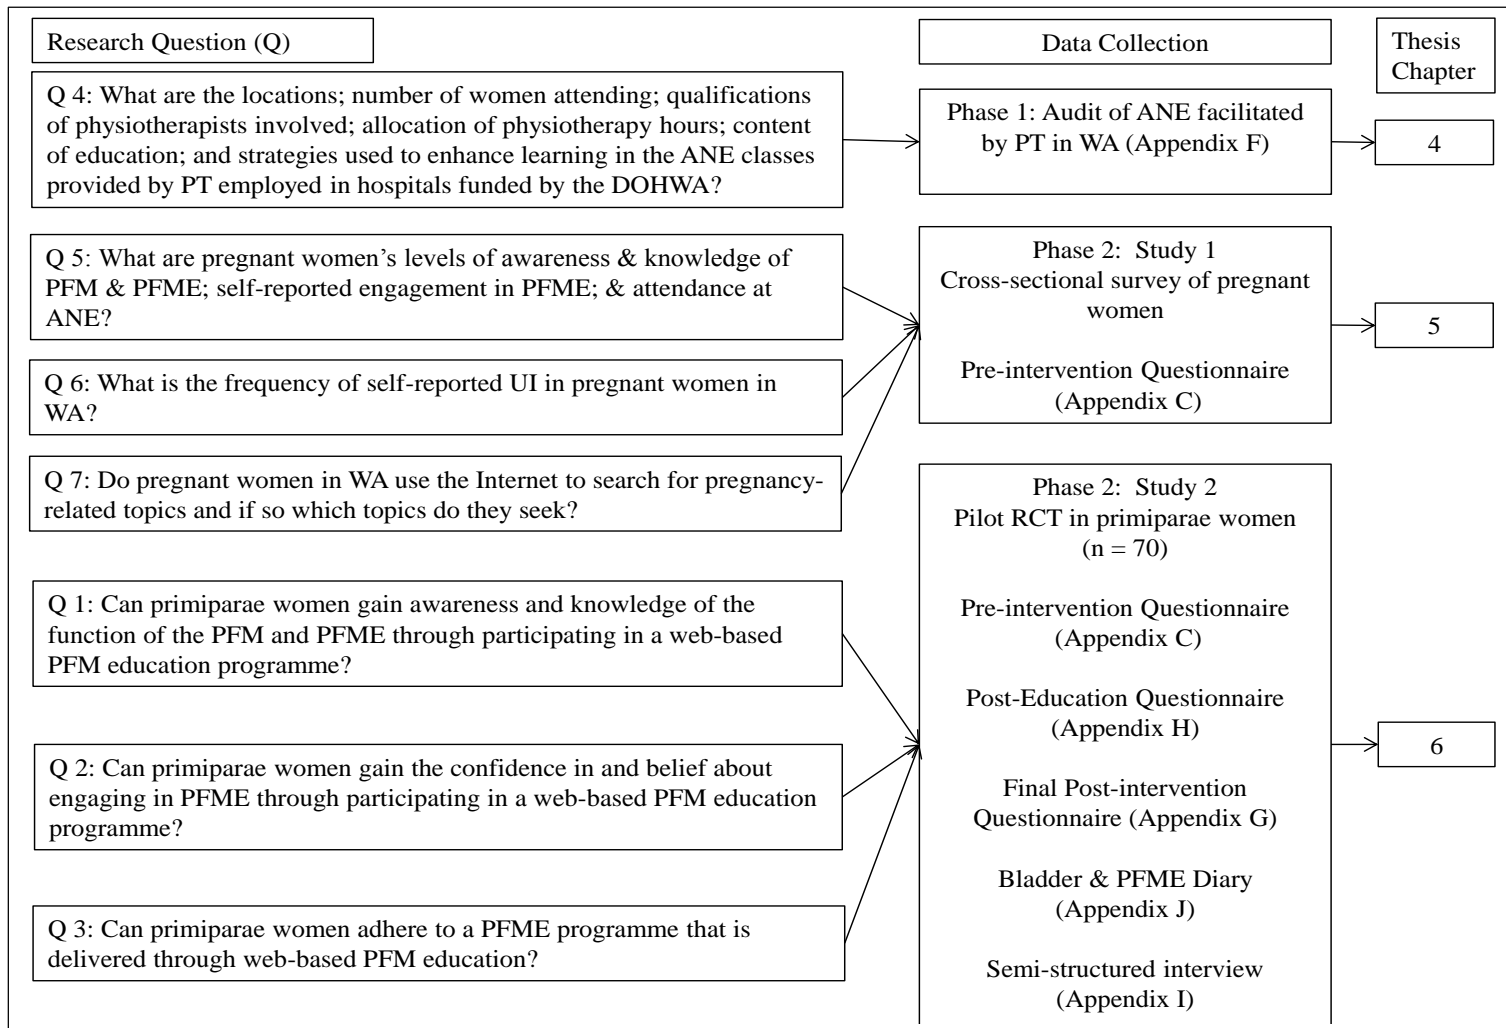 Research Question (Q)
Data Collection
Thesis
Chapter
Q 4: What are the locations; number of women attending; qualifications
of physiotherapists involved; allocation of physiotherapy hours; content
of education; and strategies used to enhance learning in the ANE classes
provided by PT employed in hospitals funded by the DOHWA?
Phase 1: Audit of ANE facilitated
by PT in WA (Appendix F)
4
Q 5: What are pregnant women’s levels of awareness & knowledge of
PFM & PFME; self-reported engagement in PFME; & attendance at
ANE?
Q 6: What is the frequency of self-reported UI in pregnant women in
WA?
Q 7: Do pregnant women in WA use the Internet to search for pregnancy-
related topics and if so which topics do they seek?
Phase 2:  Study 1
Cross-sectional survey of pregnant
women
Pre-intervention Questionnaire
(Appendix C)
5
Q 1: Can primiparae women gain awareness and knowledge of the
function of the PFM and PFME through participating in a web-based
PFM education programme?
Q 2: Can primiparae women gain the confidence in and belief about
engaging in PFME through participating in a web-based PFM education
programme?
Q 3: Can primiparae women adhere to a PFME programme that is
delivered through web-based PFM education?
Phase 2:  Study 2
Pilot RCT in primiparae women
(n = 70)
Pre-intervention Questionnaire
(Appendix C)
Post-Education Questionnaire
(Appendix H)
Final Post-intervention
Questionnaire (Appendix G)
Bladder & PFME Diary
(Appendix J)
Semi-structured interview
(Appendix I)
6